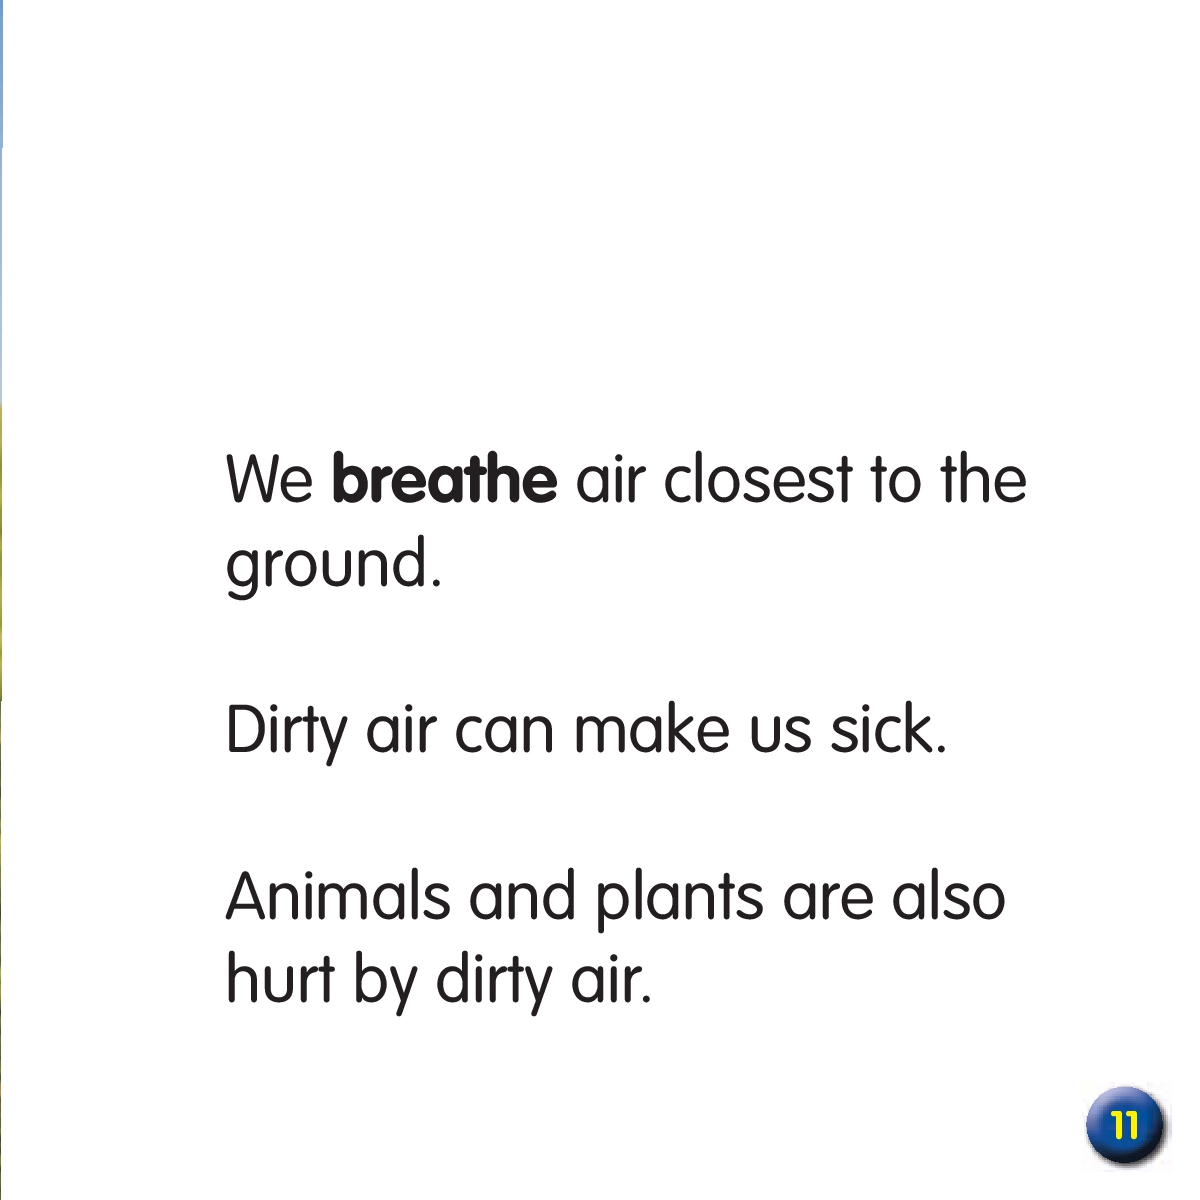 We breathe air closest to the
ground.
Dirty air can make us sick.
Animals and plants are also
hurt by dirty air.
11